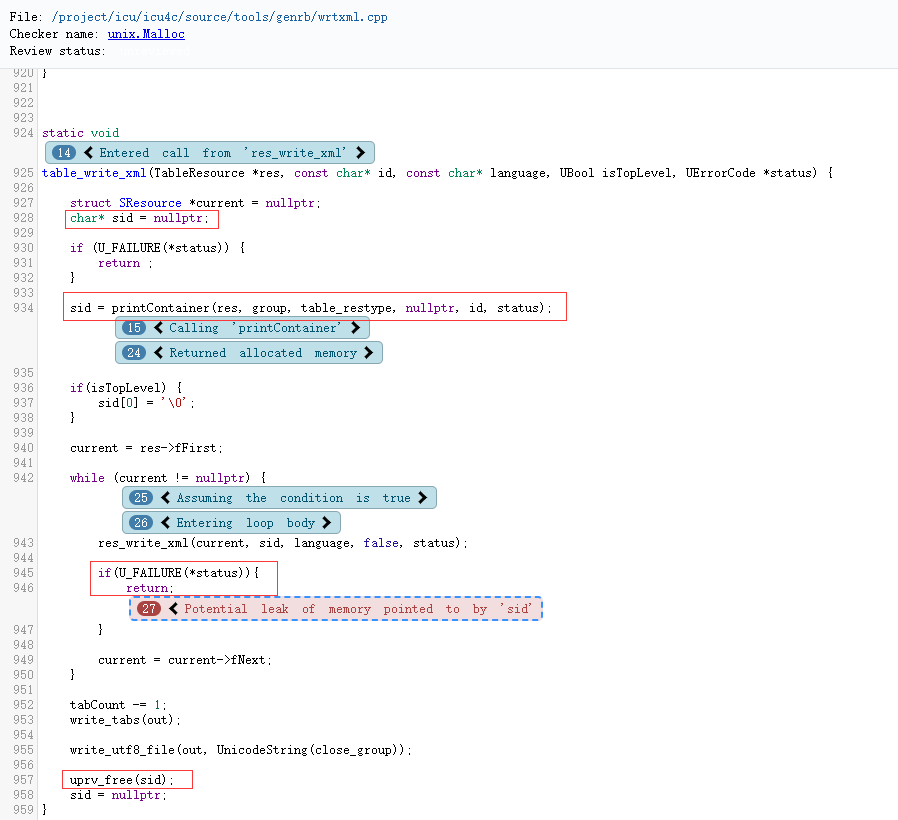 File: /project/icu/icu4c/source/tools/genrb/wrtxml.cpp
Checker name: unix.Malloc
Review status:
920 }
921
922
923
924 static void
14 Entered call from 'res_write_xml'
925 table_write_xml(TableResource *res, const char* id, const char* language, UBool isTopLevel, UErrorCode *status) {
926
927 struct SResource *current = nullptr;
928 char* sid = nullptr;
929
930 if (U_FAILURE(*status)) {
931 return ;
932 }
933
934 sid = printContainer(res, group, table_restype, nullptr, id, status);
15 Calling 'printContainer'
24 Returned allocated memory
935
936 if(isTopLevel) {
937 sid[0] = '\0';
938 }
939
940 current = res->fFirst;
941
942 while (current != nullptr) {
25 Assuming the condition is true
26 Entering loop body
943 res_write_xml(current, sid, language, false, status);
944
945 if(U_FAILURE(*status)){
946 return;
27 Potential leak of memory pointed to by 'sid'
947 }
948
949 current = current->fNext;
950 }
951
952 tabCount -= 1;
953 write_tabs(out);
954
955 write_utf8_file(out, UnicodeString(close_group));
956
957 uprv_free(sid);
958 sid = nullptr;
959 }